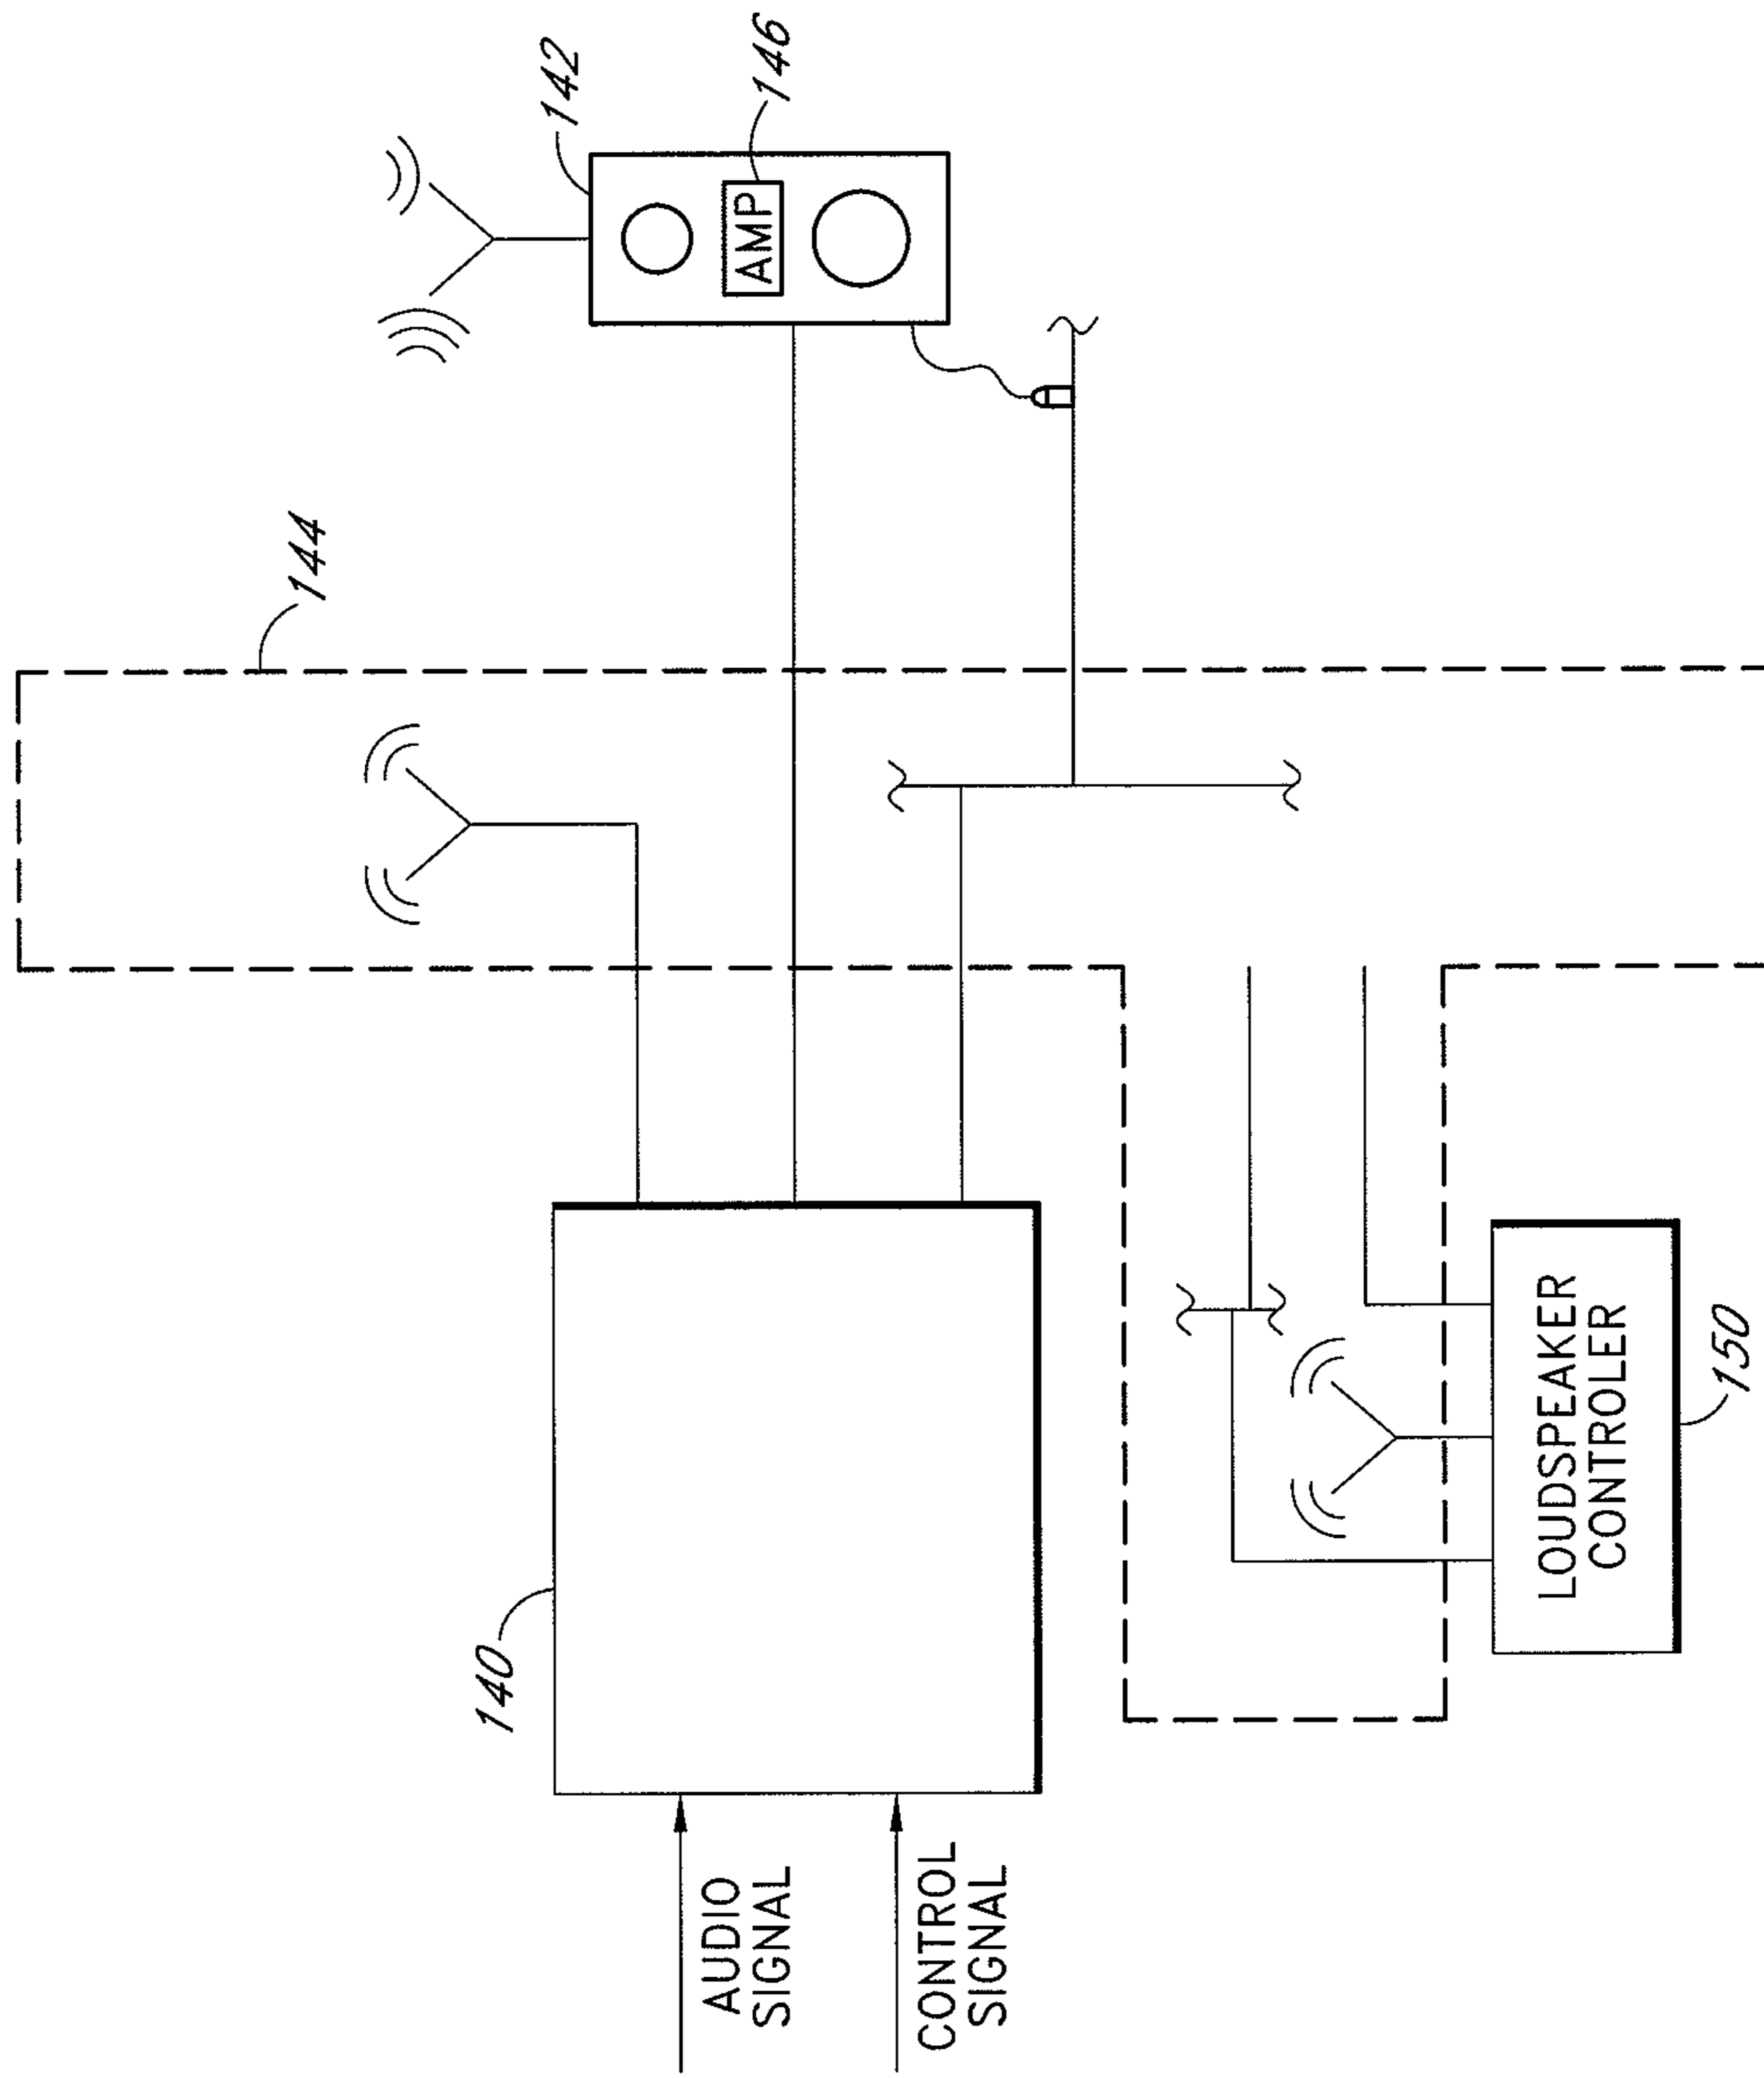 142
146
AMP
144
140
AUDIO
SIGNAL
CONTROL
SIGNAL
LOUDSPEAKER
CONTROLER
150